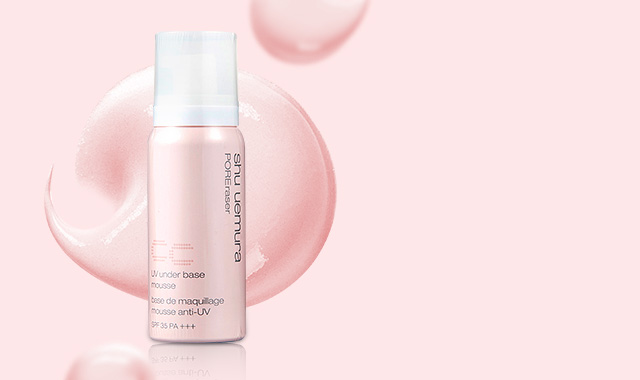 shu uemura
POREraser
UV under base
mousse
base de maquillage
mousse anti-UV
SPF 35 PA +++